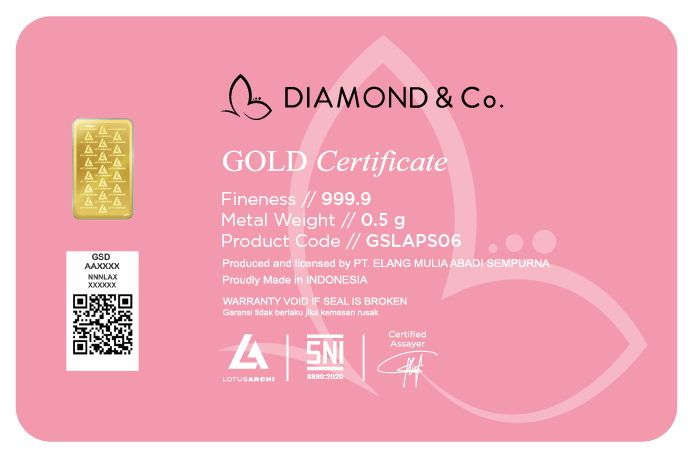 DIAMOND & Co.
GOLD Certificate
Fineness // 999.9
Metal Weight // 0.5 g
Product Code // GSLAPS06
Produced and licensed by PT. ELANG MULIA ABADI SEMPURNA
Proudly Made in INDONESIA
WARRANTY VOID IF SEAL IS BROKEN
Garansi tidak berlaku jika kemasan rusak
GSD
AAXXXX
NNNLAX
XXXXXX
LOTUSARCHI
SNI
8880:2020
Certified
Assayer